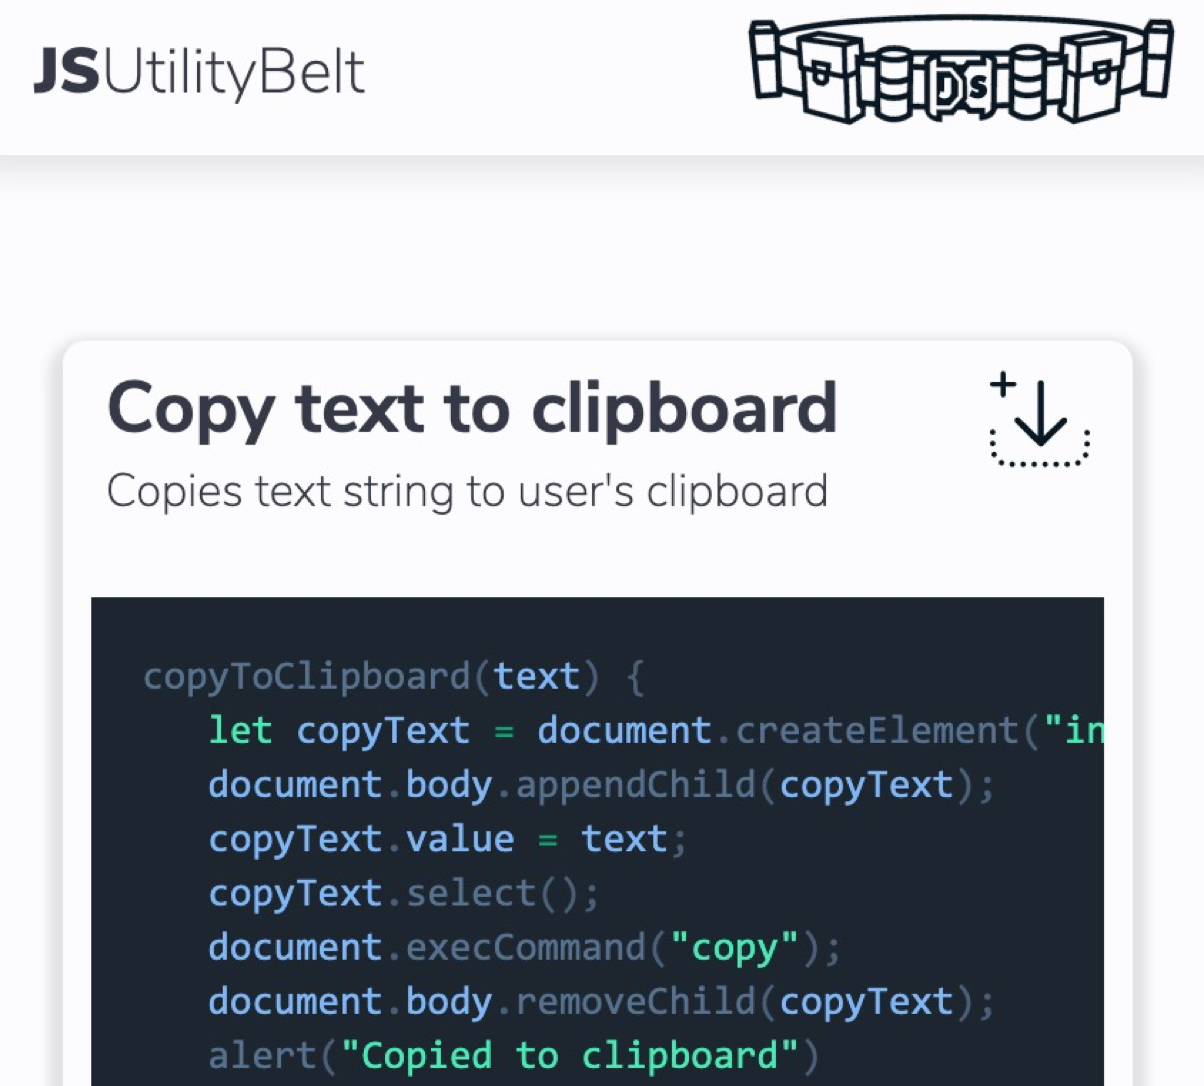 JSUtilityBelt
Copy text to clipboard
Copies text string to user's clipboard
copyToClipboard(text) {
let copyText = document.createElement("in
document.body.appendChild(copyText);
copyText.value = text;
copyText.select();
document.execCommand("copy");
document.body.removeChild(copyText);
alert("Copied to clipboard")